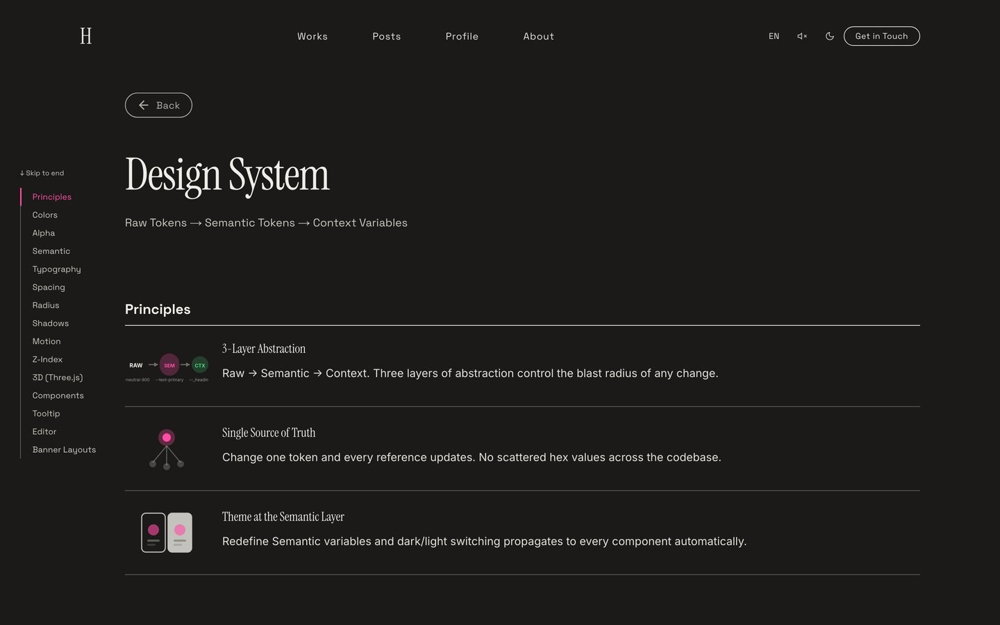 H
Works
Posts
Profile
About
EN
Get in Touch
← Back
Design System
Raw Tokens → Semantic Tokens → Context Variables
↓ Skip to end
Principles
Colors
Alpha
Semantic
Typography
Spacing
Radius
Shadows
Motion
Z-Index
3D (Three.js)
Components
Tooltip
Editor
Banner Layouts
Principles
RAW
SEM
CTX
-neutral-900
--text-primary
--_headin
3-Layer Abstraction
Raw → Semantic → Context. Three layers of abstraction control the blast radius of any change.
Single Source of Truth
Change one token and every reference updates. No scattered hex values across the codebase.
Theme at the Semantic Layer
Redefine Semantic variables and dark/light switching propagates to every component automatically.